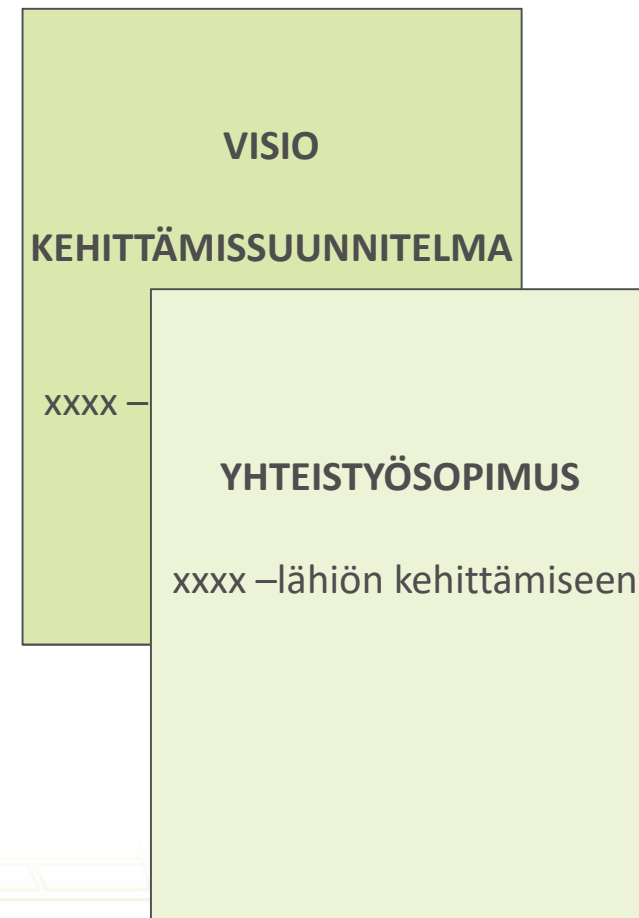 VISIO
KEHITTÄMISSUUNNITELMA
xxxx –
YHTEISTYÖSOPIMUS
xxxx –lähiön kehittämiseen